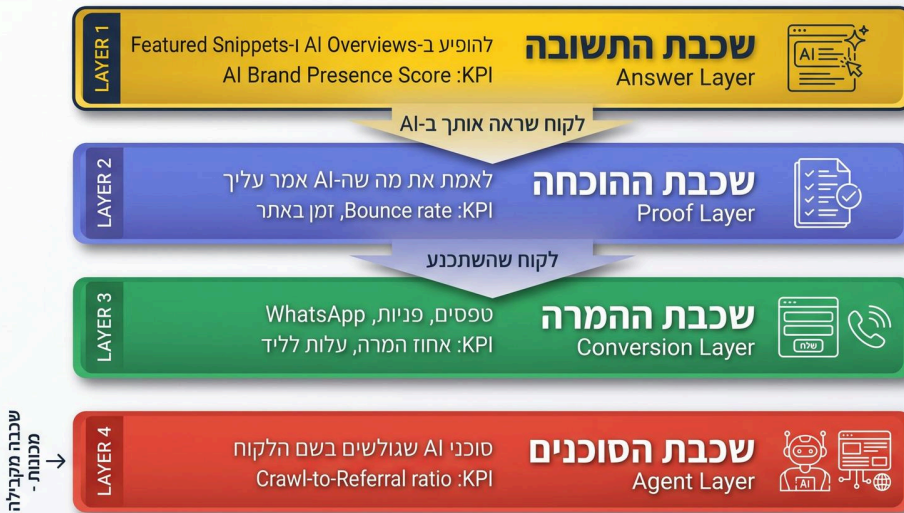 LAYER 1
שכבת התשובה
Answer Layer
להופיע ב-AI Overviews ו-Featured Snippets
KPI: AI Brand Presence Score
AI
לקוח שראה אותך ב-AI
LAYER 2
שכבת ההוכחה
Proof Layer
לאמת את מה שה-AI אמר עליך
KPI: Bounce rate, זמן באתר
לקוח שהשתכנע
LAYER 3
שכבת ההמרה
Conversion Layer
טפסים, פניות, WhatsApp
KPI: אחוז המרה, עלות לליד
שלח
LAYER 4
שכבת הסוכנים
Agent Layer
סוכני AI שגולשים בשם הלקוח
KPI: Crawl-to-Referral ratio
AI
שכבה מקבילה
- מכוונות